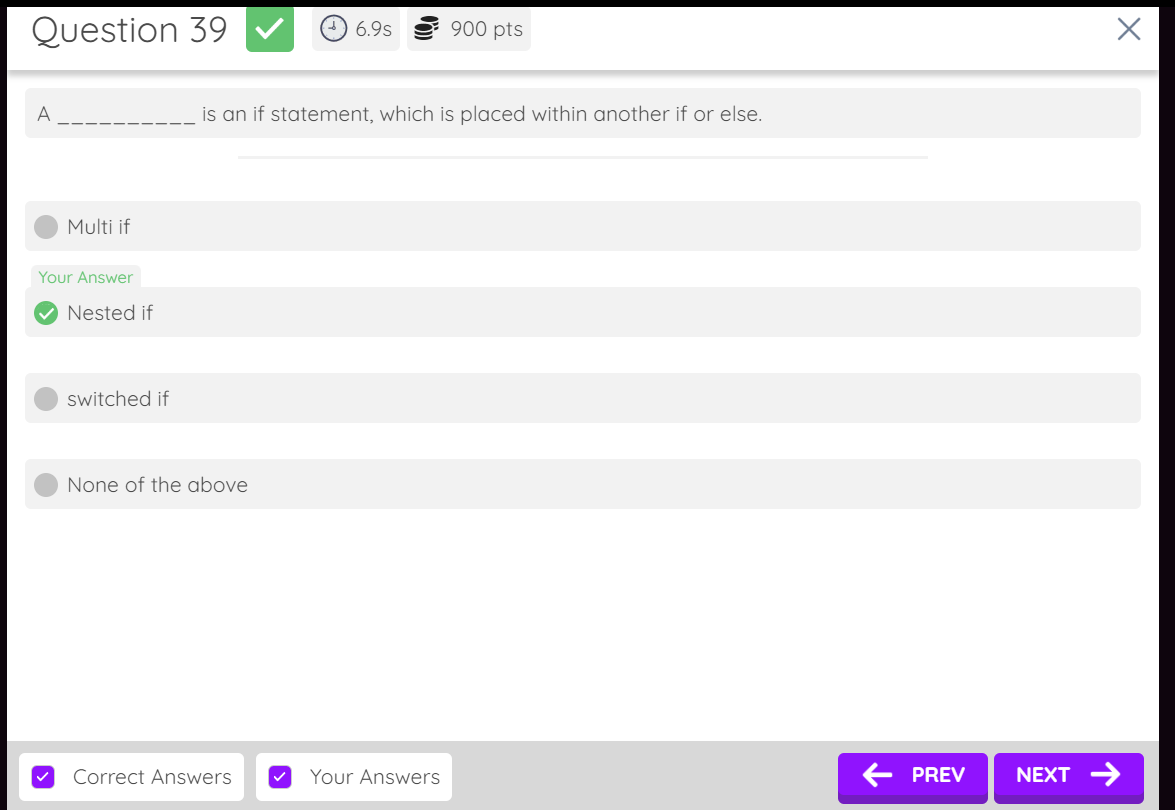 Question 39 6.9s 900 pts
A __________ is an if statement, which is placed within another if or else.
Multi if
Your Answer
Nested if
switched if
None of the above
Correct Answers Your Answers PREV NEXT